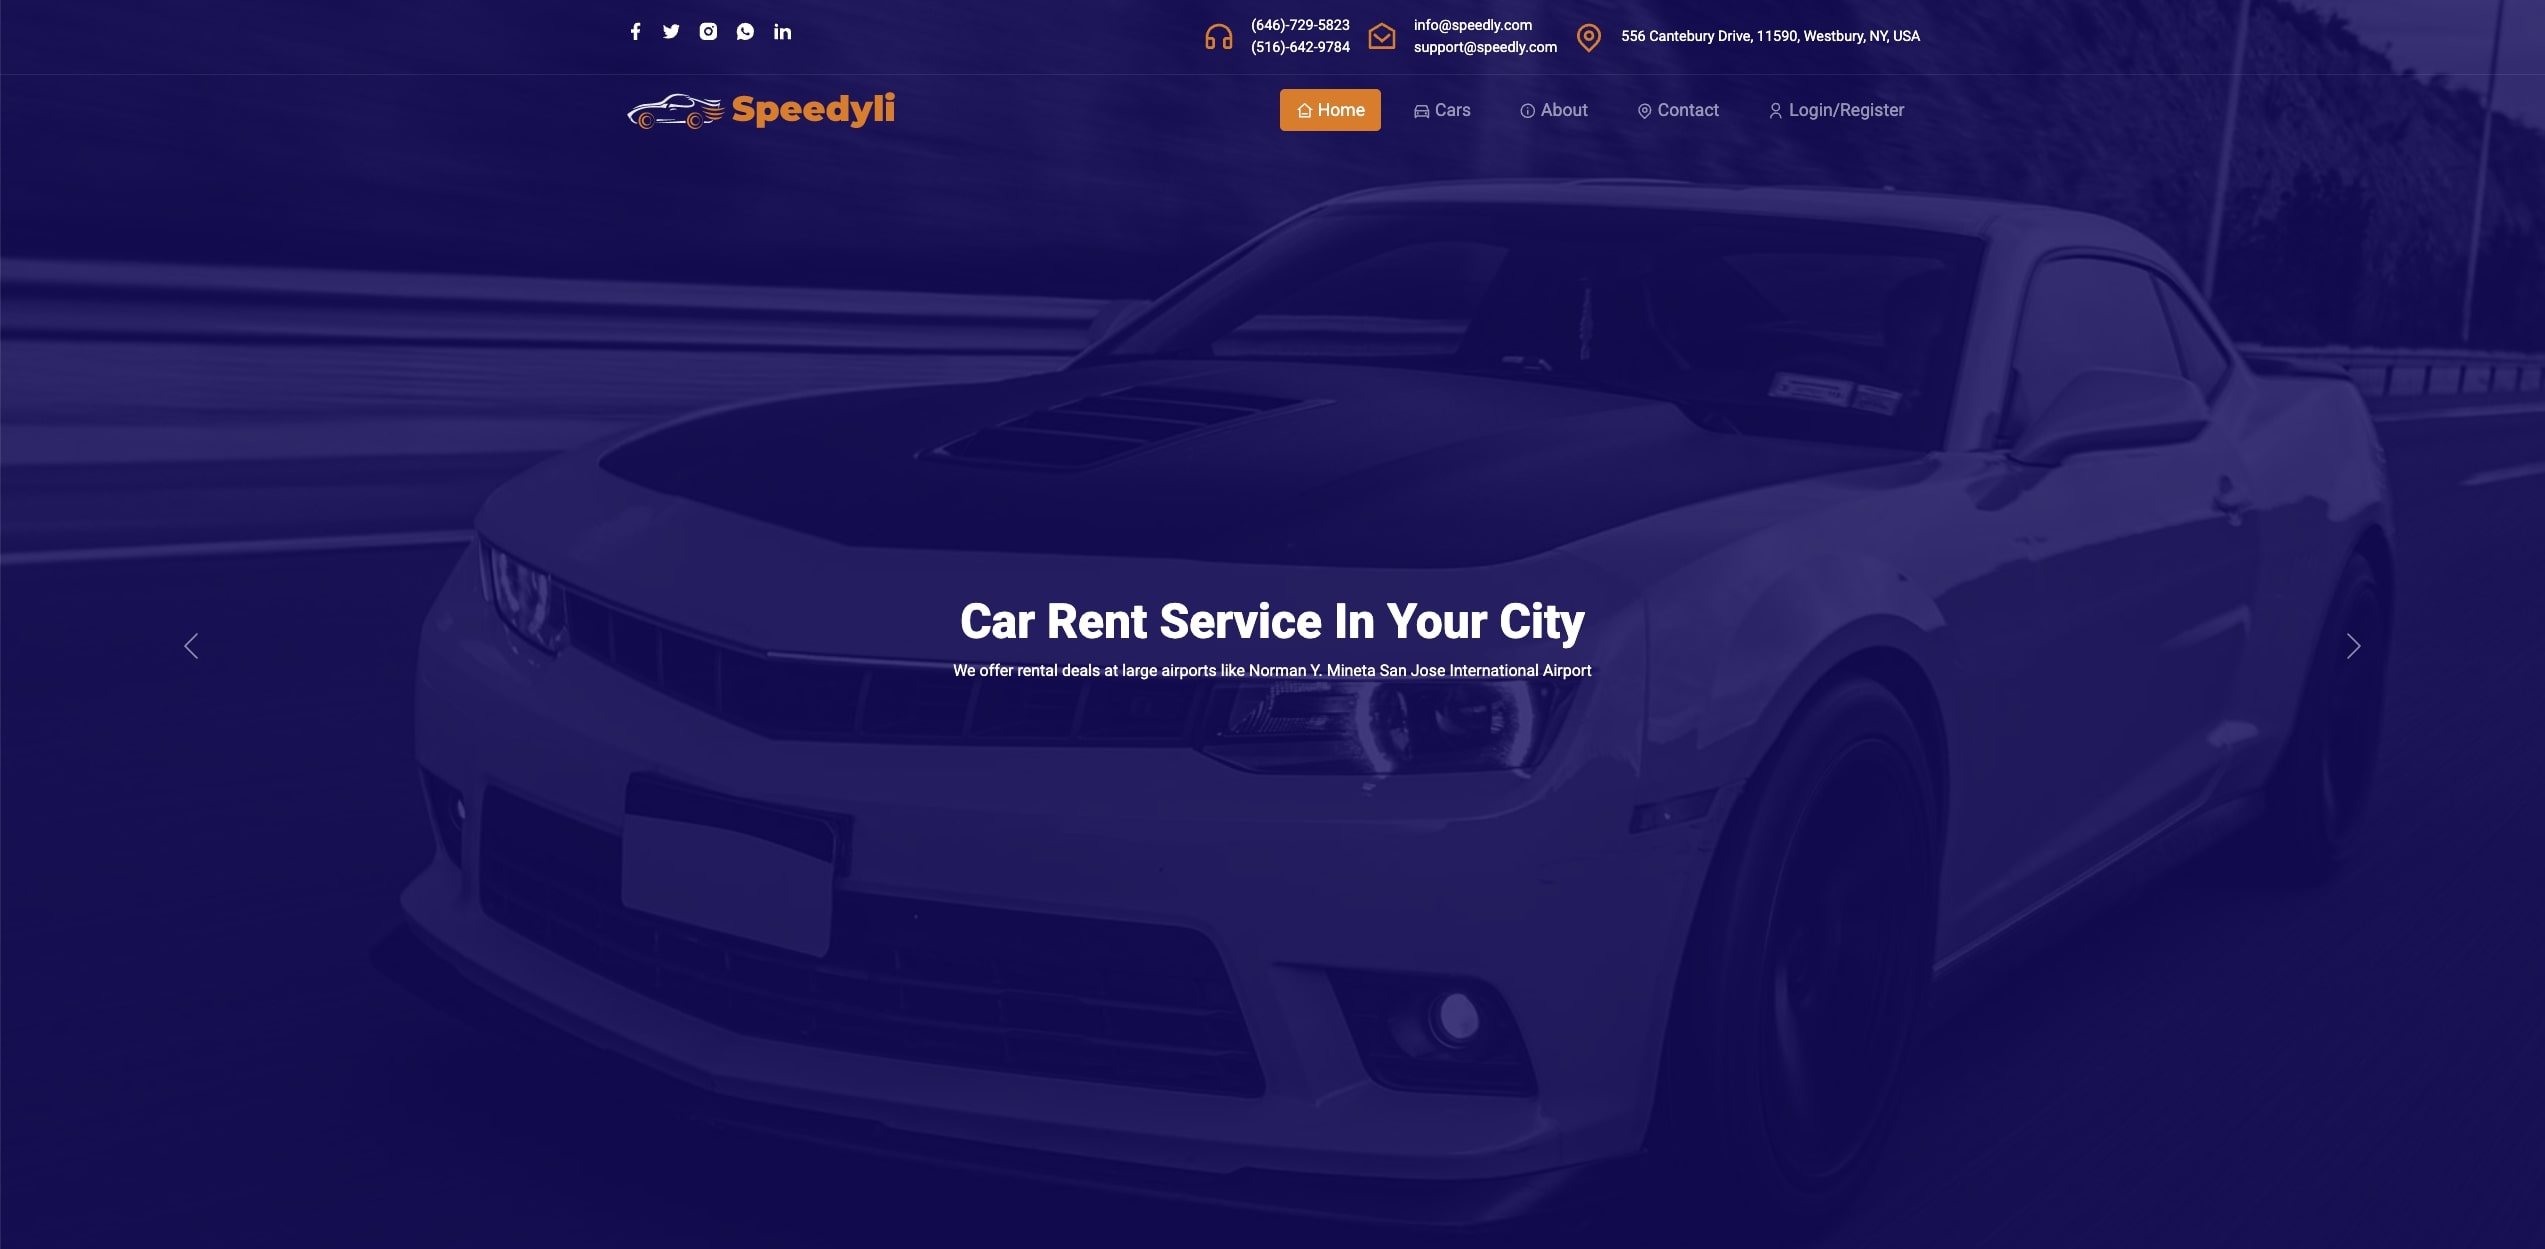 (646)-729-5823
(516)-642-9784
info@speedly.com
support@speedly.com
556 Cantebury Drive, 11590, Westbury, NY, USA
Speedyli
Home
Cars
About
Contact
Login/Register
Car Rent Service In Your City
We offer rental deals at large airports like Norman Y. Mineta San Jose International Airport